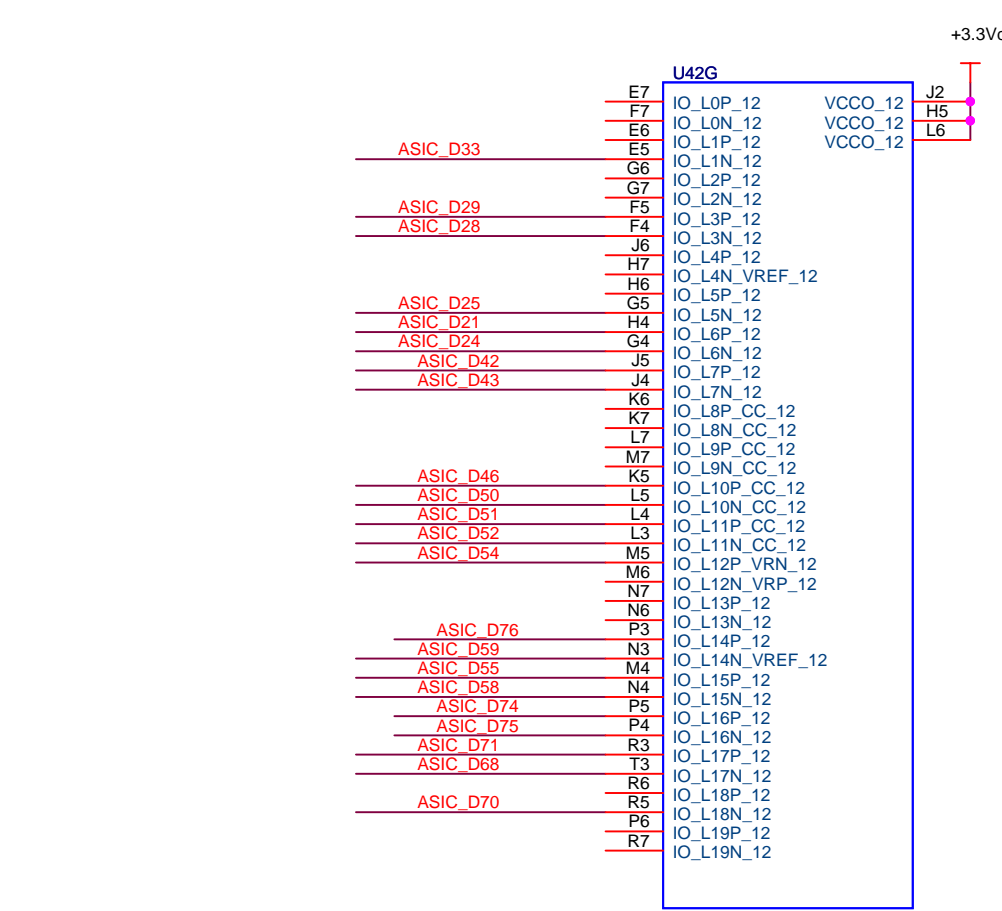 +3.3V
U42G
E7 IO_L0P_12 VCCO_12 J2
F7 IO_L0N_12 VCCO_12 H5
E6 IO_L1P_12 VCCO_12 L6
ASIC_D33 E5 IO_L1N_12
G6 IO_L2P_12
G7 IO_L2N_12
ASIC_D29 F5 IO_L3P_12
ASIC_D28 F4 IO_L3N_12
J6 IO_L4P_12
H7 IO_L4N_VREF_12
H6 IO_L5P_12
ASIC_D25 G5 IO_L5N_12
ASIC_D21 H4 IO_L6P_12
ASIC_D24 G4 IO_L6N_12
ASIC_D42 J5 IO_L7P_12
ASIC_D43 J4 IO_L7N_12
K6 IO_L8P_CC_12
K7 IO_L8N_CC_12
L7 IO_L9P_CC_12
M7 IO_L9N_CC_12
ASIC_D46 K5 IO_L10P_CC_12
ASIC_D50 L5 IO_L10N_CC_12
ASIC_D51 L4 IO_L11P_CC_12
ASIC_D52 L3 IO_L11N_CC_12
ASIC_D54 M5 IO_L12P_VRN_12
M6 IO_L12N_VRP_12
N7 IO_L13P_12
N6 IO_L13N_12
ASIC_D76 P3 IO_L14P_12
ASIC_D59 N3 IO_L14N_VREF_12
ASIC_D55 M4 IO_L15P_12
ASIC_D58 N4 IO_L15N_12
ASIC_D74 P5 IO_L16P_12
ASIC_D75 P4 IO_L16N_12
ASIC_D71 R3 IO_L17P_12
ASIC_D68 T3 IO_L17N_12
R6 IO_L18P_12
ASIC_D70 R5 IO_L18N_12
P6 IO_L19P_12
R7 IO_L19N_12